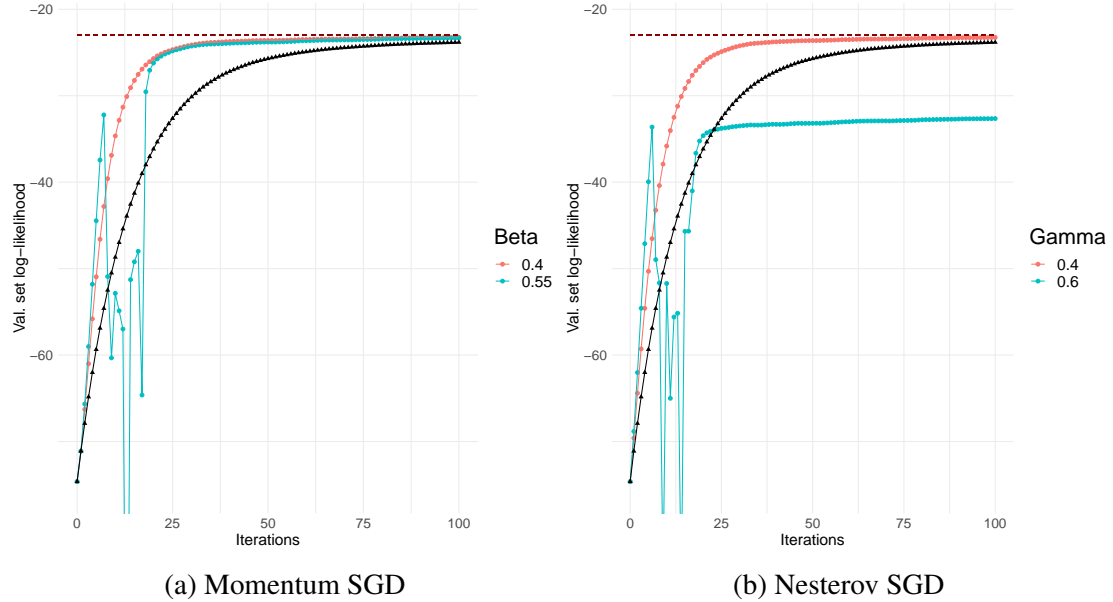 −20
−40
−60
Val. set log−likelihood
0
25
50
75
100
Iterations
Beta
0.4
0.55
(a) Momentum SGD
−20
−40
−60
Val. set log−likelihood
0
25
50
75
100
Iterations
Gamma
0.4
0.6
(b) Nesterov SGD